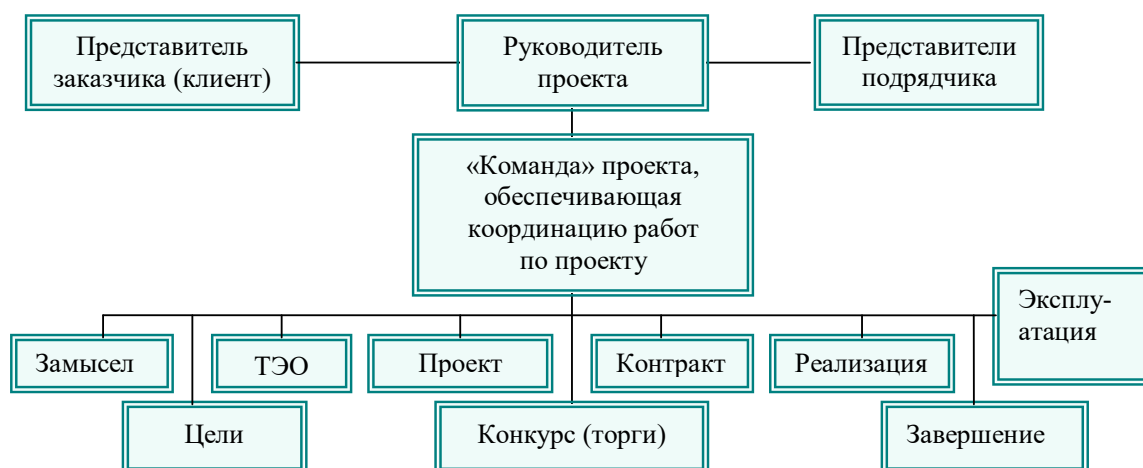 Представитель
заказчика (клиент)
Руководитель
проекта
Представители
подрядчика
«Команда» проекта,
обеспечивающая
координацию работ
по проекту
Эксплу-
атация
Замысел
ТЭО
Проект
Контракт
Реализация
Цели
Конкурс (торги)
Завершение